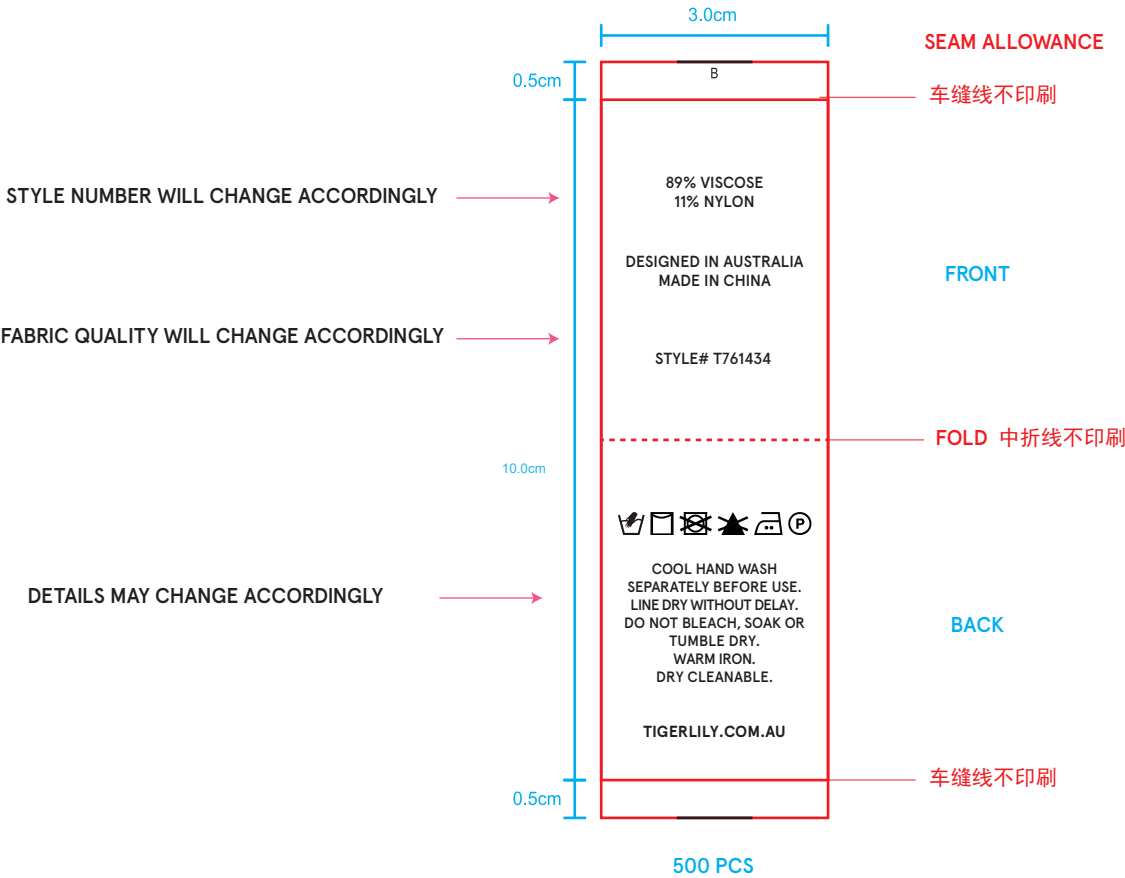 3.0cm
SEAM ALLOWANCE
0.5cm
B
车缝线不印刷
STYLE NUMBER WILL CHANGE ACCORDINGLY
89% VISCOSE
11% NYLON
DESIGNED IN AUSTRALIA
MADE IN CHINA
FRONT
FABRIC QUALITY WILL CHANGE ACCORDINGLY
STYLE# T761434
FOLD 中折线不印刷
10.0cm
P
COOL HAND WASH
SEPARATELY BEFORE USE.
LINE DRY WITHOUT DELAY.
DO NOT BLEACH, SOAK OR
TUMBLE DRY.
WARM IRON.
DRY CLEANABLE.
DETAILS MAY CHANGE ACCORDINGLY
BACK
TIGERLILY.COM.AU
车缝线不印刷
0.5cm
500 PCS